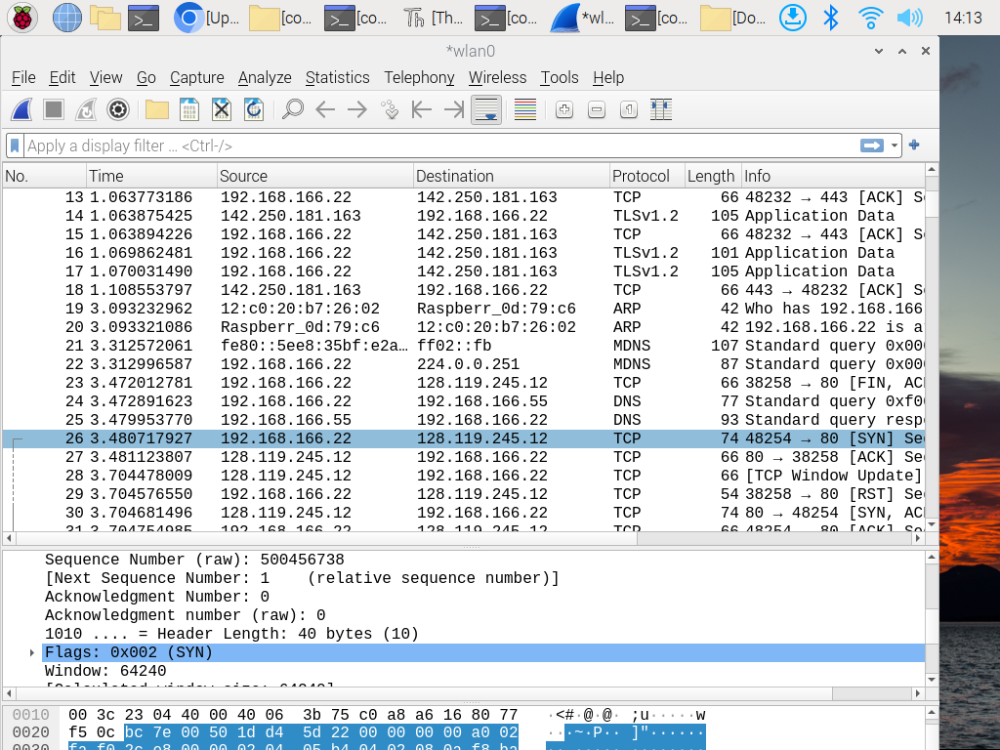 [Up... [co... [co... [Th... [co... *wl... [co... [Do... 14:13
*wlan0
File Edit View Go Capture Analyze Statistics Telephony Wireless Tools Help
Apply a display filter ... <Ctrl-/>
No. Time Source Destination Protocol Length Info
13 1.063773186 192.168.166.22 142.250.181.163 TCP 66 48232 → 443 [ACK] Se
14 1.063875425 142.250.181.163 192.168.166.22 TLSv1.2 105 Application Data
15 1.063894226 192.168.166.22 142.250.181.163 TCP 66 48232 → 443 [ACK] Se
16 1.069862481 192.168.166.22 142.250.181.163 TLSv1.2 101 Application Data
17 1.070031490 192.168.166.22 142.250.181.163 TLSv1.2 105 Application Data
18 1.108553797 142.250.181.163 192.168.166.22 TCP 66 443 → 48232 [ACK] Se
19 3.093232962 12:c0:20:b7:26:02 Raspberr_0d:79:c6 ARP 42 Who has 192.168.166
20 3.093321086 Raspberr_0d:79:c6 12:c0:20:b7:26:02 ARP 42 192.168.166.22 is a
21 3.312572061 fe80::5ee8:35bf:e2a… ff02::fb MDNS 107 Standard query 0x000
22 3.312996587 192.168.166.22 224.0.0.251 MDNS 87 Standard query 0x000
23 3.472012781 192.168.166.22 128.119.245.12 TCP 66 38258 → 80 [FIN, ACK
24 3.472891623 192.168.166.22 192.168.166.55 DNS 77 Standard query 0xf00
25 3.479953770 192.168.166.55 192.168.166.22 DNS 93 Standard query resp
26 3.480717927 192.168.166.22 128.119.245.12 TCP 74 48254 → 80 [SYN] Se
27 3.481123807 128.119.245.12 192.168.166.22 TCP 66 80 → 38258 [ACK] Se
28 3.704478009 128.119.245.12 192.168.166.22 TCP 66 [TCP Window Update]
29 3.704576550 192.168.166.22 128.119.245.12 TCP 54 38258 → 80 [RST] Se
30 3.704681496 128.119.245.12 192.168.166.22 TCP 74 80 → 48254 [SYN, ACK
31 3.704754985 192.168.166.22 128.119.245.12 TCP 66 48254 → 80 [ACK] Se
Sequence Number (raw): 500456738
[Next Sequence Number: 1 (relative sequence number)]
Acknowledgment Number: 0
Acknowledgment number (raw): 0
1010 .... = Header Length: 40 bytes (10)
Flags: 0x002 (SYN)
Window: 64240
[Calculated window size: 64240]
0010 00 3c 23 04 40 00 40 06 3b 75 c0 a8 a6 16 80 77 ·<#·@·@· ;u·····w
0020 f5 0c bc 7e 00 50 1d d4 5d 22 00 00 00 00 a0 02 ···~·P·· ]"······
0030 fa f0 2c e8 00 00 02 04 05 b4 04 02 08 0a f8 ba